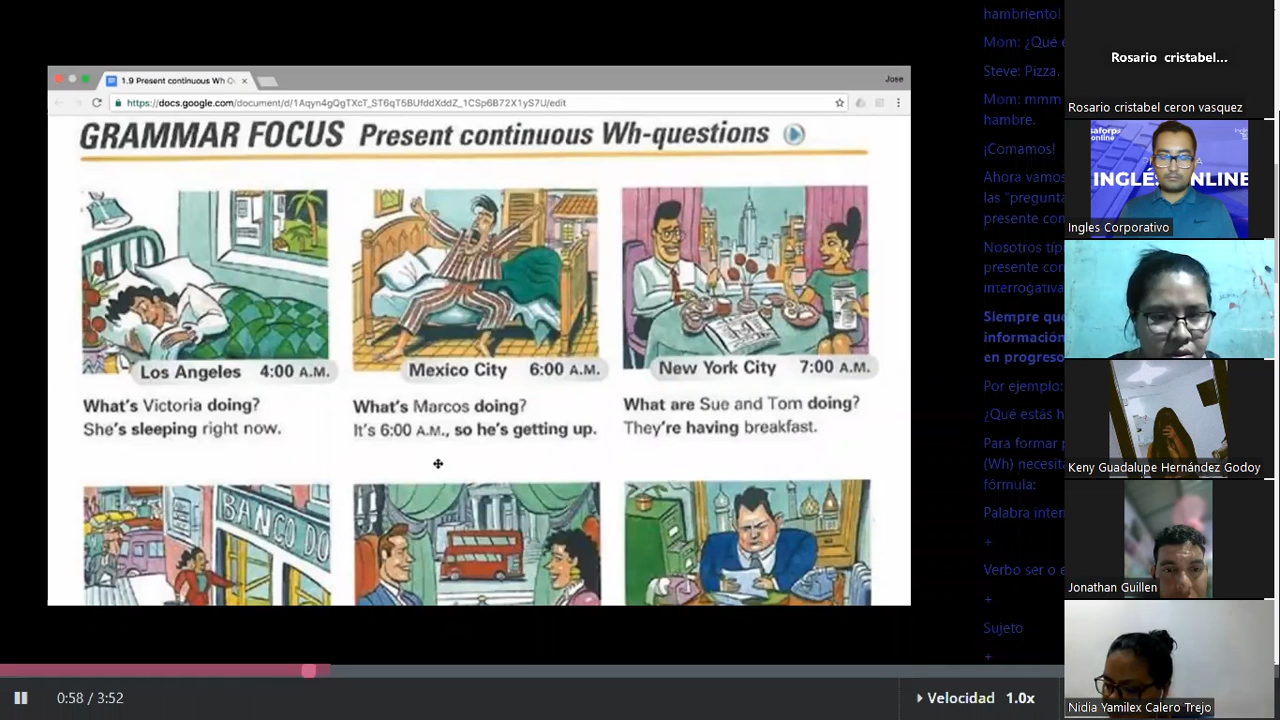 1.9 Present continuous Wh Q
Jose
https://docs.google.com/document/d/1Aqyn4gQgTXcT_ST6qT5BUfddXddZ_1CSp6B72X1yS7U/edit
GRAMMAR FOCUS Present continuous Wh-questions
Los Angeles 4:00 A.M.
Mexico City 6:00 A.M.
New York City 7:00 A.M.
What's Victoria doing?
She's sleeping right now.
What's Marcos doing?
It's 6:00 A.M., so he's getting up.
What are Sue and Tom doing?
They're having breakfast.
BANCO DO
hambriento!
Mom: ¿Qué
Steve: Pizza.
Mom: mmm
hambre.
¡Comamos!
Ahora vamos
las "pregunta
presente con
Nosotros típ
presente con
interrogativa
Siempre que
información
en progreso
Por ejemplo:
¿Qué estás h
Para formar p
(Wh) necesit
fórmula:
Palabra inter
+
Verbo ser o e
+
Sujeto
+
Rosario cristabel...
Rosario cristabel ceron vasquez
saforp
online
INGLÉS ONLINE
Ingles Corporativo
Keny Guadalupe Hernández Godoy
Jonathan Guillen
Nidia Yamilex Calero Trejo
0:58 / 3:52
Velocidad 1.0x